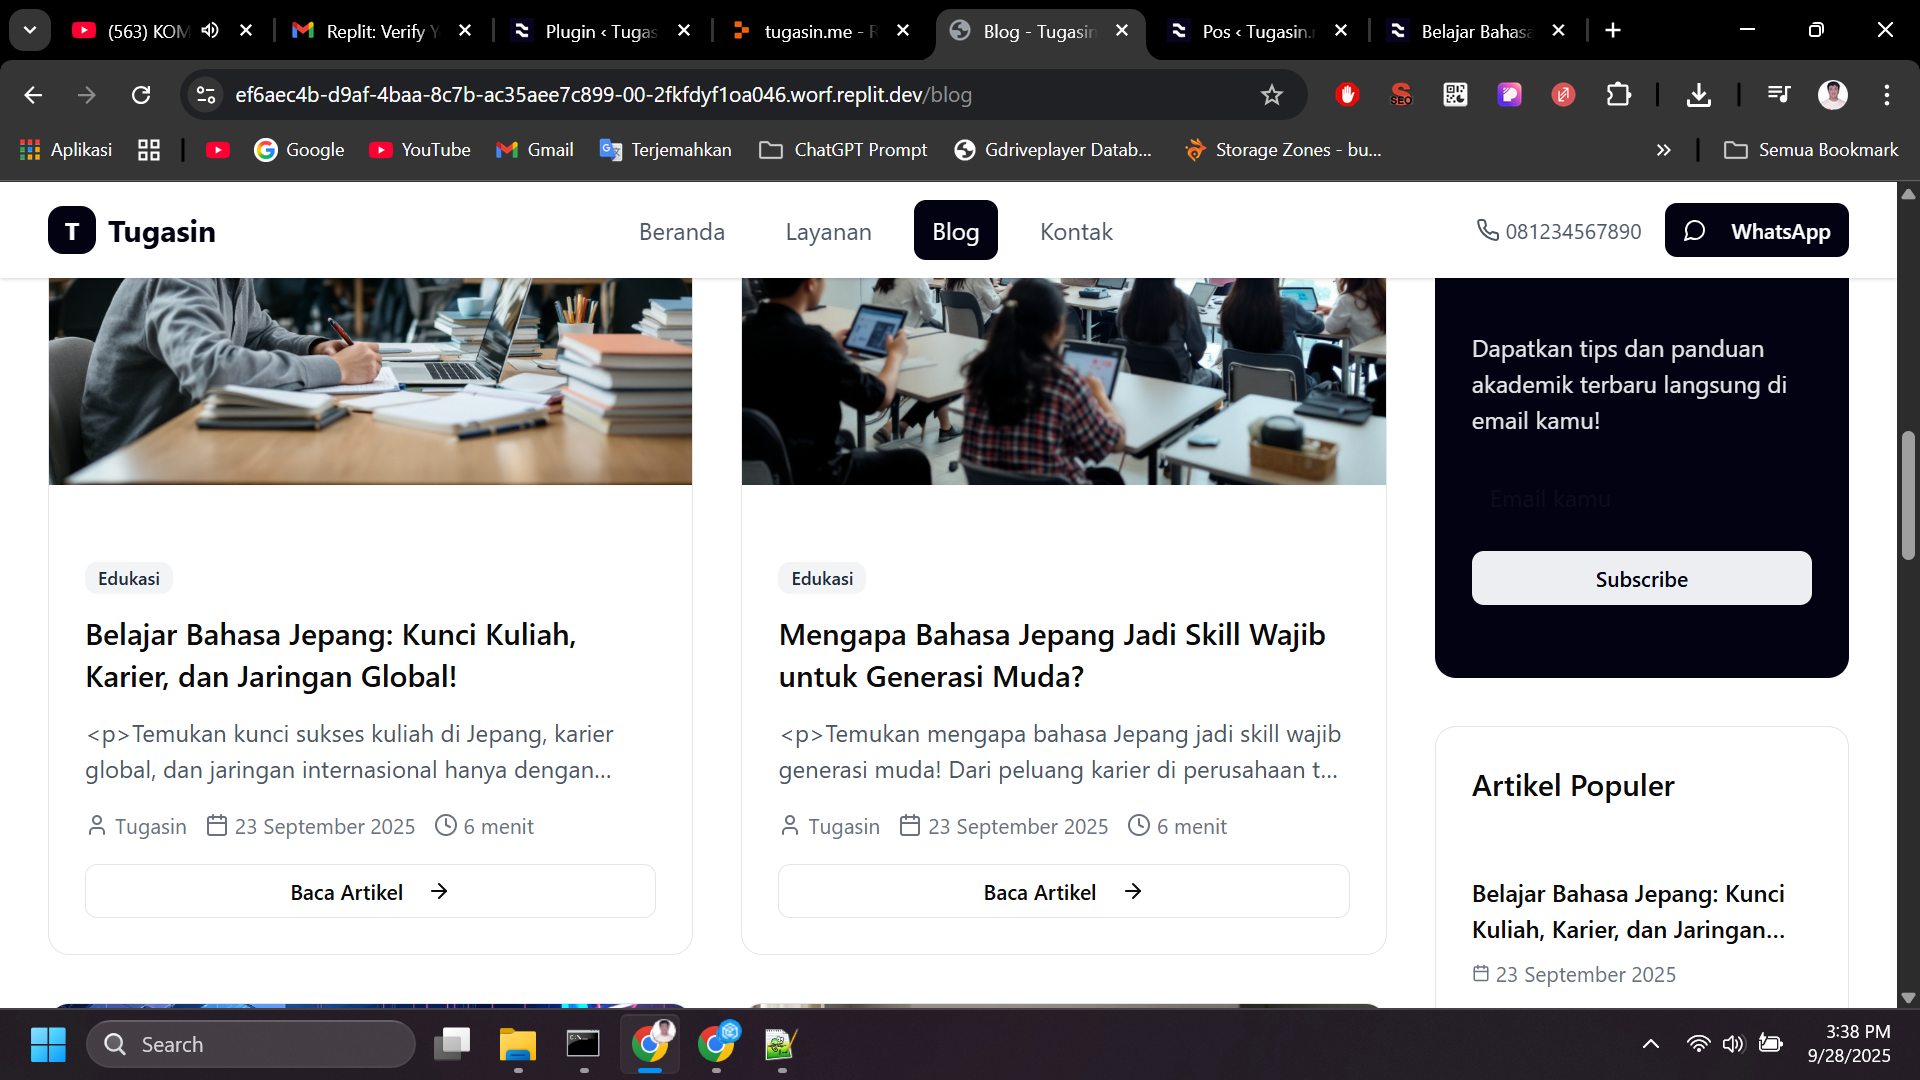 (563) KOM
Replit: Verify Y
Plugin ‹ Tugas
tugasin.me - R
Blog - Tugasin
Pos ‹ Tugasin.
Belajar Bahasa
ef6aec4b-d9af-4baa-8c7b-ac35aee7c899-00-2fkfdyf1oa046.worf.replit.dev/blog
SEO
Aplikasi
Google
YouTube
Gmail
Terjemahkan
ChatGPT Prompt
Gdriveplayer Datab...
Storage Zones - bu...
Semua Bookmark
T Tugasin
Beranda
Layanan
Blog
Kontak
081234567890
WhatsApp
Dapatkan tips dan panduan
akademik terbaru langsung di
email kamu!
Email kamu
Subscribe
Edukasi
Belajar Bahasa Jepang: Kunci Kuliah,
Karier, dan Jaringan Global!
<p>Temukan kunci sukses kuliah di Jepang, karier
global, dan jaringan internasional hanya dengan...
Tugasin 23 September 2025 6 menit
Baca Artikel
Edukasi
Mengapa Bahasa Jepang Jadi Skill Wajib
untuk Generasi Muda?
<p>Temukan mengapa bahasa Jepang jadi skill wajib
generasi muda! Dari peluang karier di perusahaan t...
Tugasin 23 September 2025 6 menit
Baca Artikel
Artikel Populer
Belajar Bahasa Jepang: Kunci
Kuliah, Karier, dan Jaringan...
23 September 2025
Search
3:38 PM
9/28/2025